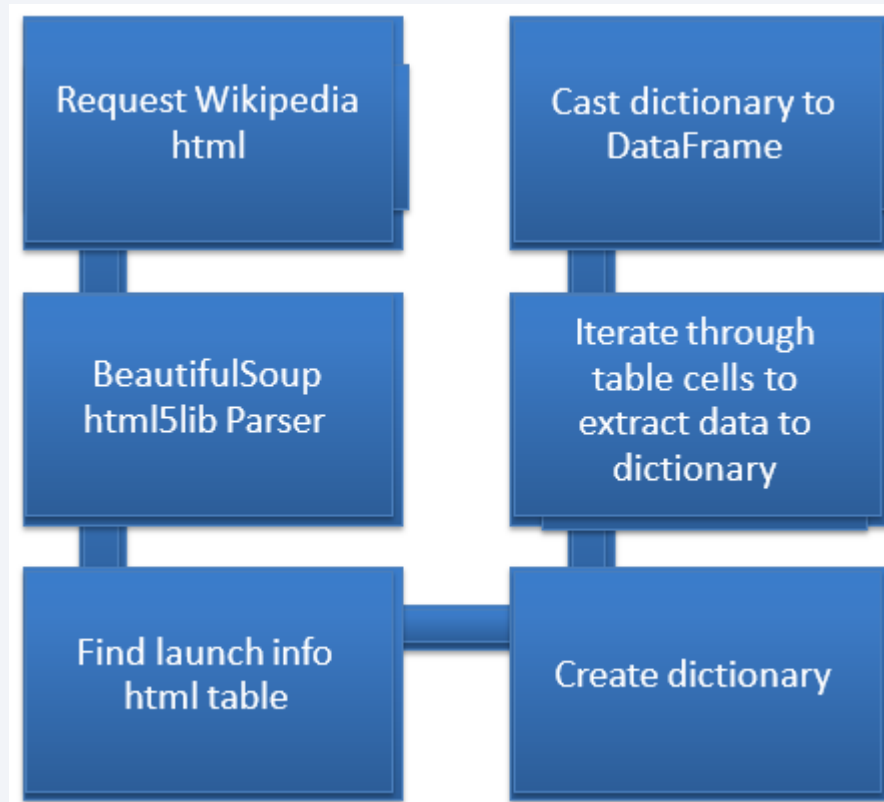 Request Wikipedia
html
BeautifulSoup
html5lib Parser
Find launch info
html table
Create dictionary
Iterate through
table cells to
extract data to
dictionary
Cast dictionary to
DataFrame